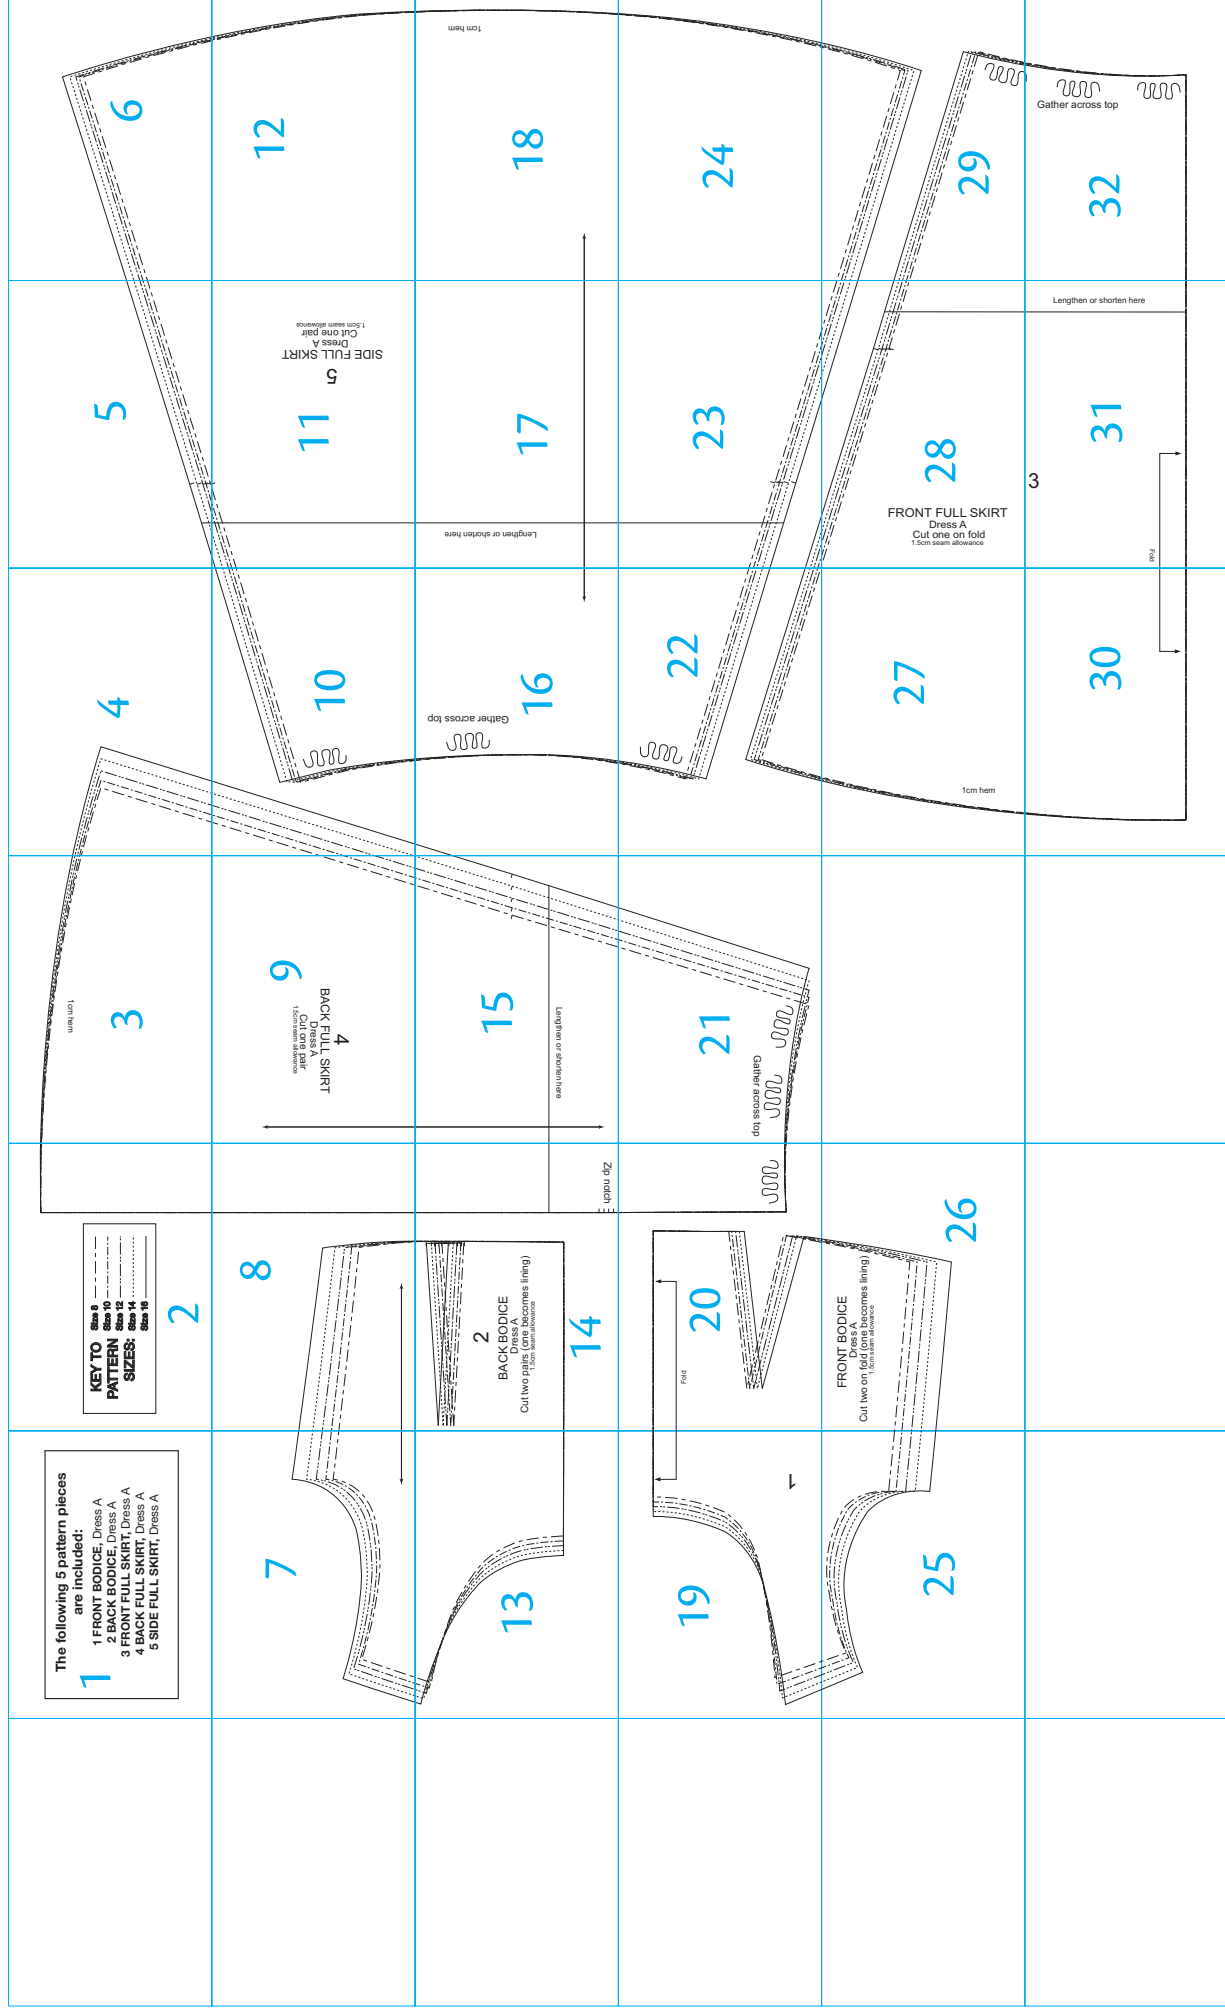 1cm hem
6
12
18
24
29
32
Gather across top
Lengthen or shorten here
5
SIDE FULL SKIRT
Dress A
Cut one pair
1.5cm seam allowance
5
11
17
23
28
31
3
FRONT FULL SKIRT
Dress A
Cut one on fold
1.5cm seam allowance
Fold
Lengthen or shorten here
4
10
16
22
27
30
Gather across top
1cm hem
3
9
15
21
1cm hem
4
BACK FULL SKIRT
Dress A
Cut one pair
1.5cm seam allowance
Lengthen or shorten here
Gather across top
Zip notch
KEY TO
PATTERN
SIZES:
Size 8
Size 10
Size 12
Size 14
Size 16
2
8
14
20
26
2
BACK BODICE
Dress A
Cut two pairs (one becomes lining)
1.5cm seam allowance
Fold
1
FRONT BODICE
Dress A
Cut two on fold (one becomes lining)
1.5cm seam allowance
The following 5 pattern pieces
are included:
1 FRONT BODICE, Dress A
2 BACK BODICE, Dress A
3 FRONT FULL SKIRT, Dress A
4 BACK FULL SKIRT, Dress A
5 SIDE FULL SKIRT, Dress A
1
7
13
19
25